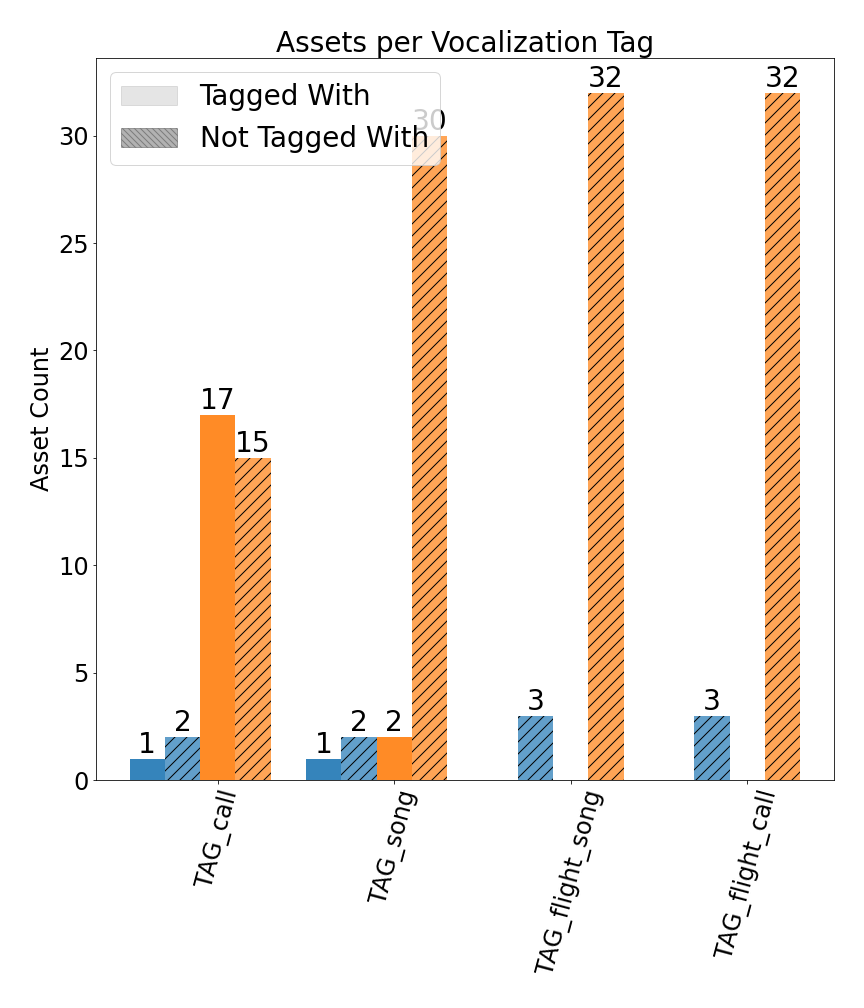 Assets per Vocalization Tag
Tagged With
Not Tagged With
Asset Count
30
25
20
15
10
5
0
1
2
17
15
1
2
2
30
3
32
3
32
TAG_call
TAG_song
TAG_flight_song
TAG_flight_call